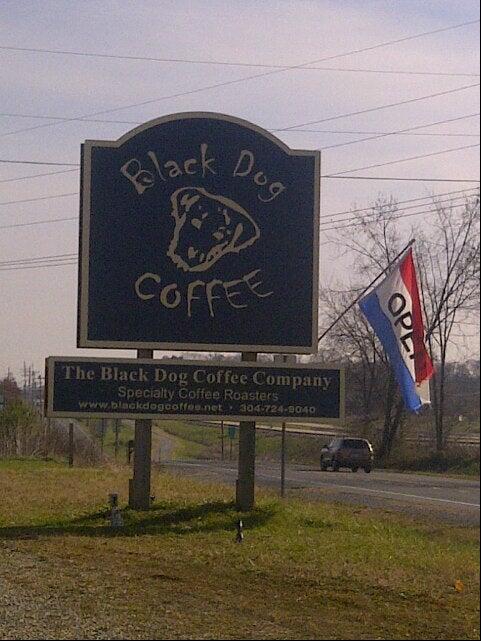 Black Dog
COFFEE
OPEN
The Black Dog Coffee Company
Specialty Coffee Roasters
www.blackdogcoffee.net • 304-724-9040